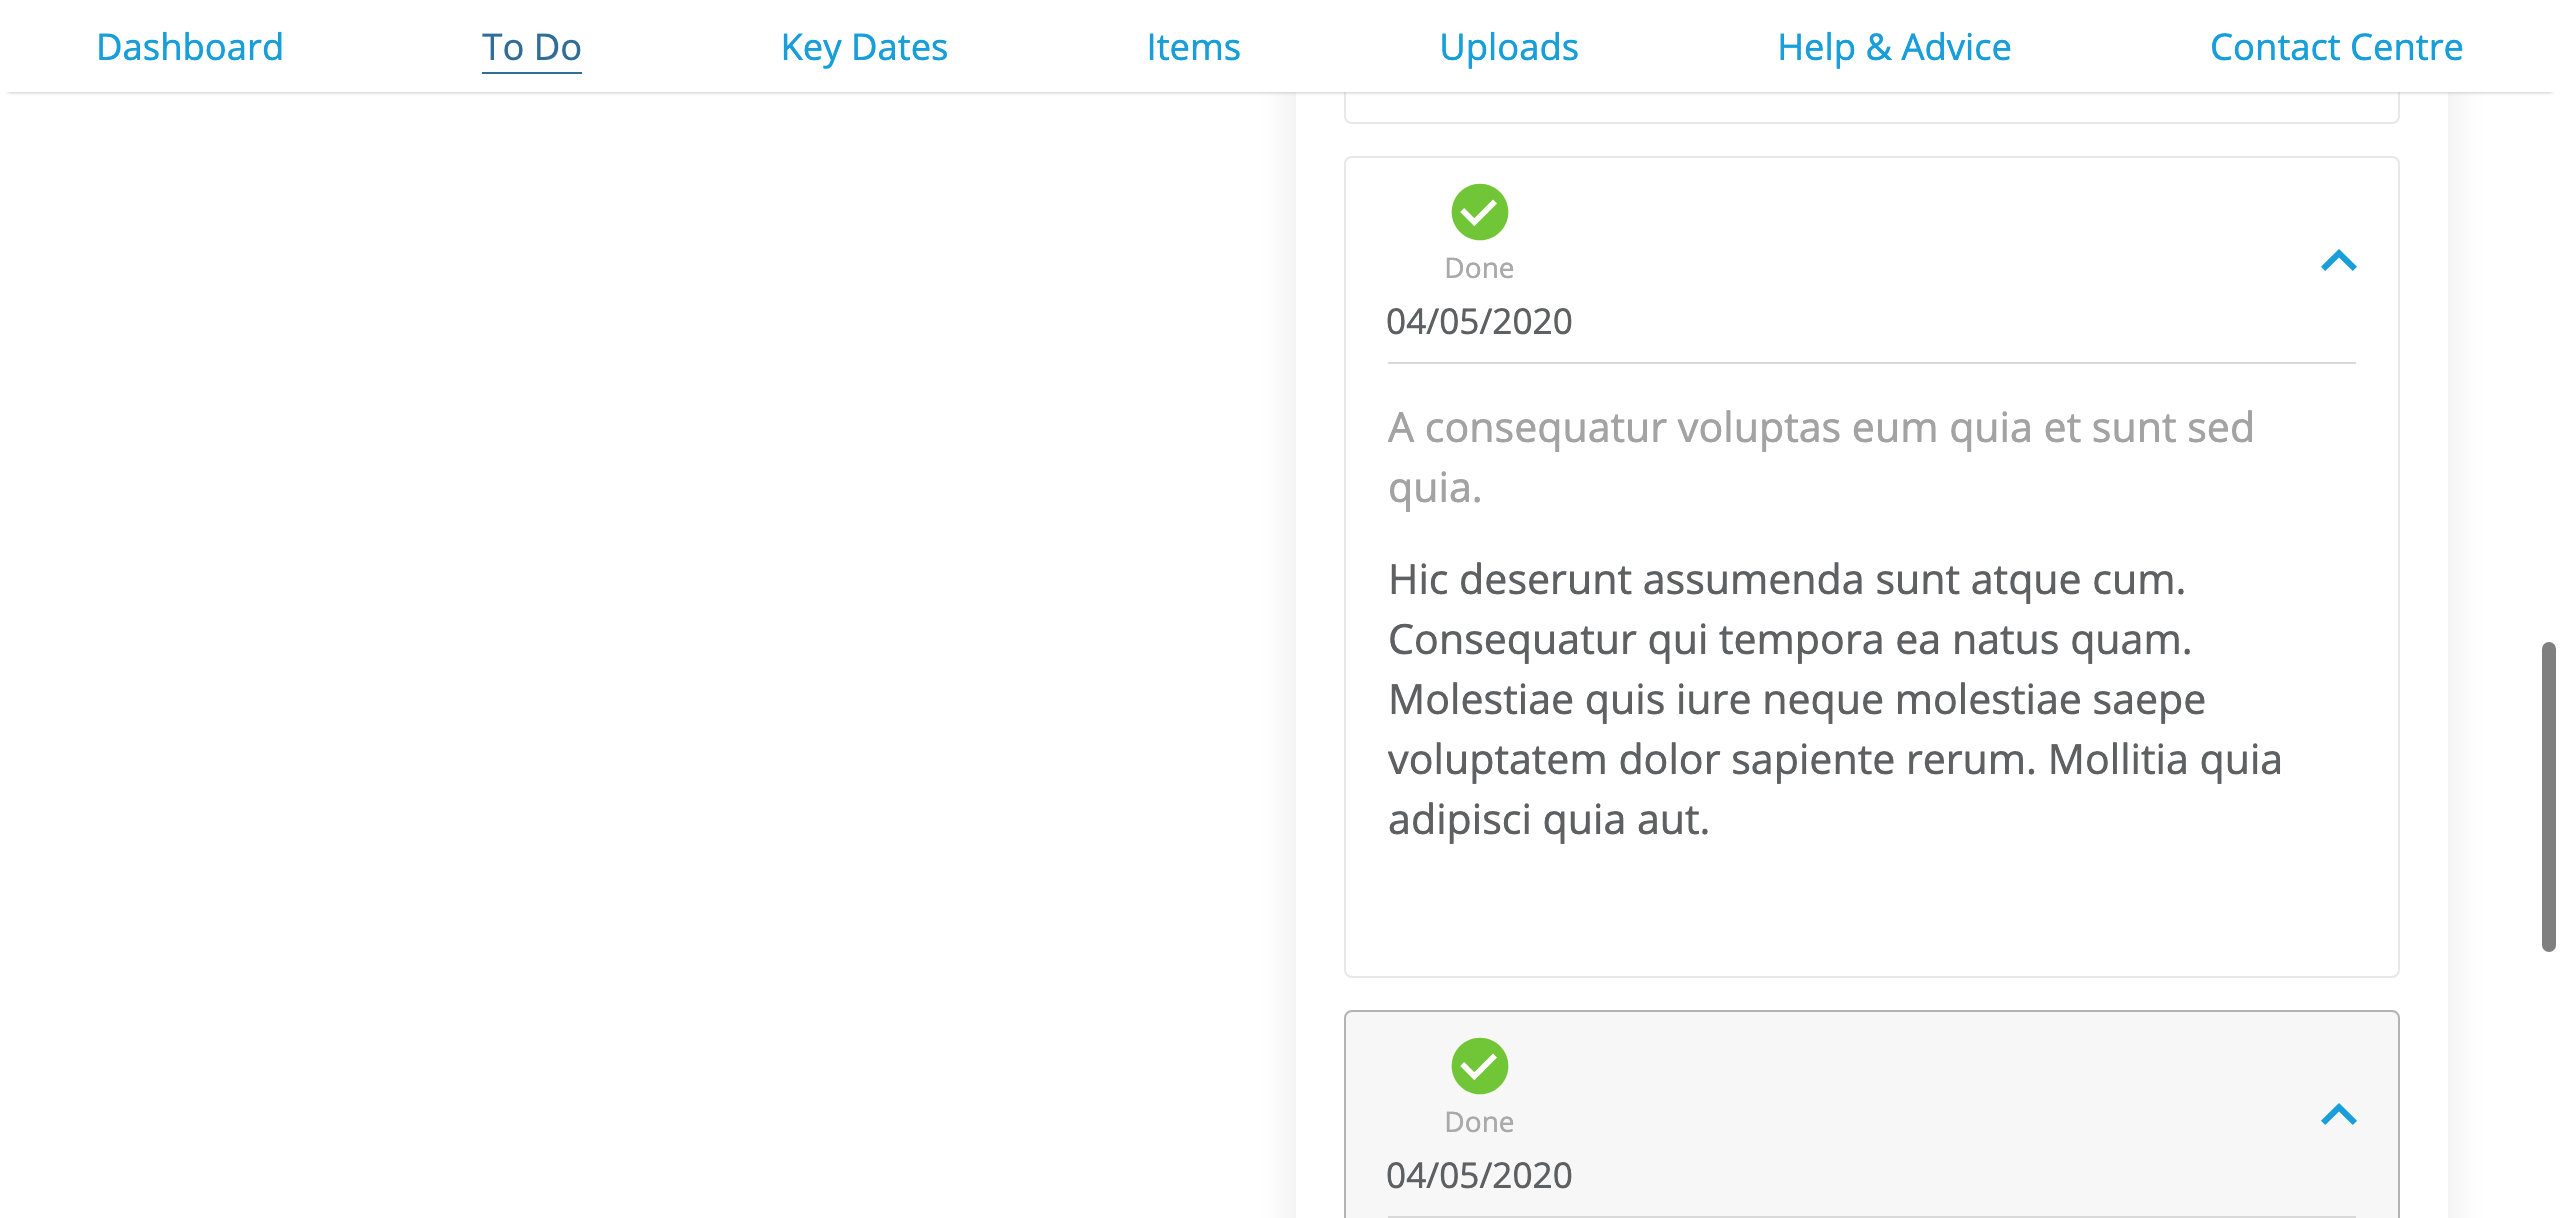 Dashboard To Do Key Dates Items Uploads Help & Advice Contact Centre
Done
04/05/2020
A consequatur voluptas eum quia et sunt sed
quia.
Hic deserunt assumenda sunt atque cum.
Consequatur qui tempora ea natus quam.
Molestiae quis iure neque molestiae saepe
voluptatem dolor sapiente rerum. Mollitia quia
adipisci quia aut.
Done
04/05/2020